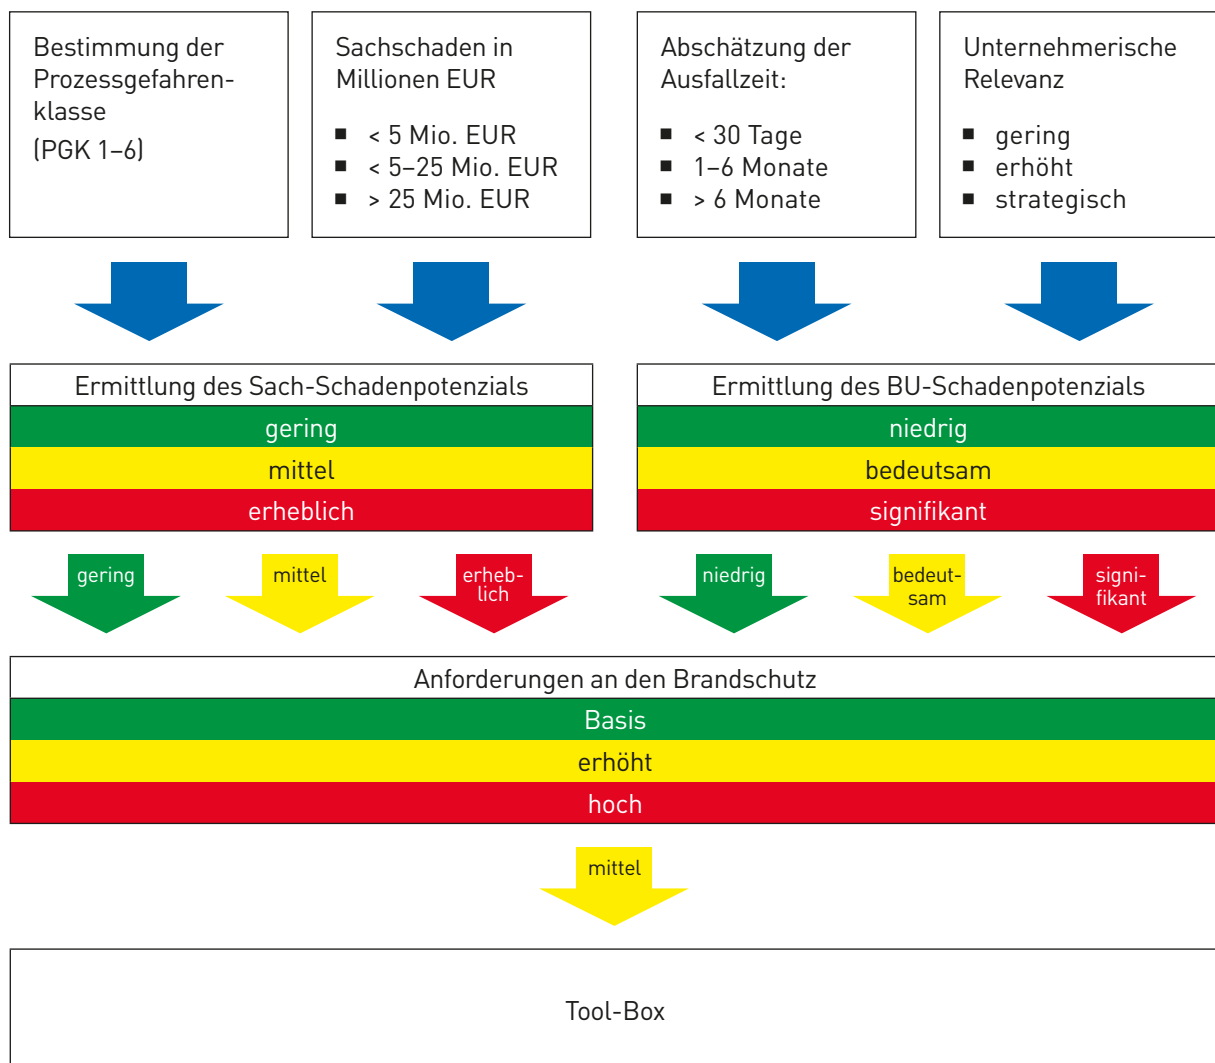 Bestimmung der
Prozessgefahren-
klasse
(PGK 1–6)
Sachschaden in
Millionen EUR
■ < 5 Mio. EUR
■ < 5–25 Mio. EUR
■ > 25 Mio. EUR
Abschätzung der
Ausfallzeit:
■ < 30 Tage
■ 1–6 Monate
■ > 6 Monate
Unternehmerische
Relevanz
■ gering
■ erhöht
■ strategisch
Ermittlung des Sach-Schadenpotenzials
gering
mittel
erheblich
Ermittlung des BU-Schadenpotenzials
niedrig
bedeutsam
signifikant
gering
mittel
erheb-
lich
niedrig
bedeut-
sam
signi-
fikant
Anforderungen an den Brandschutz
Basis
erhöht
hoch
mittel
Tool-Box